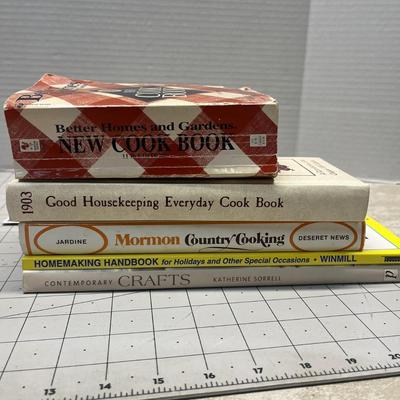 Better Homes and Gardens.
NEW COOK BOOK
1903 Good Housekeeping Everyday Cook Book
JARDINE Mormon Country Cooking DESERET NEWS
HOMEMAKING HANDBOOK for Holidays and Other Special Occasions • WINMILL
CONTEMPORARY CRAFTS KATHERINE SORRELL
13 14 15 16 17 18 19 20